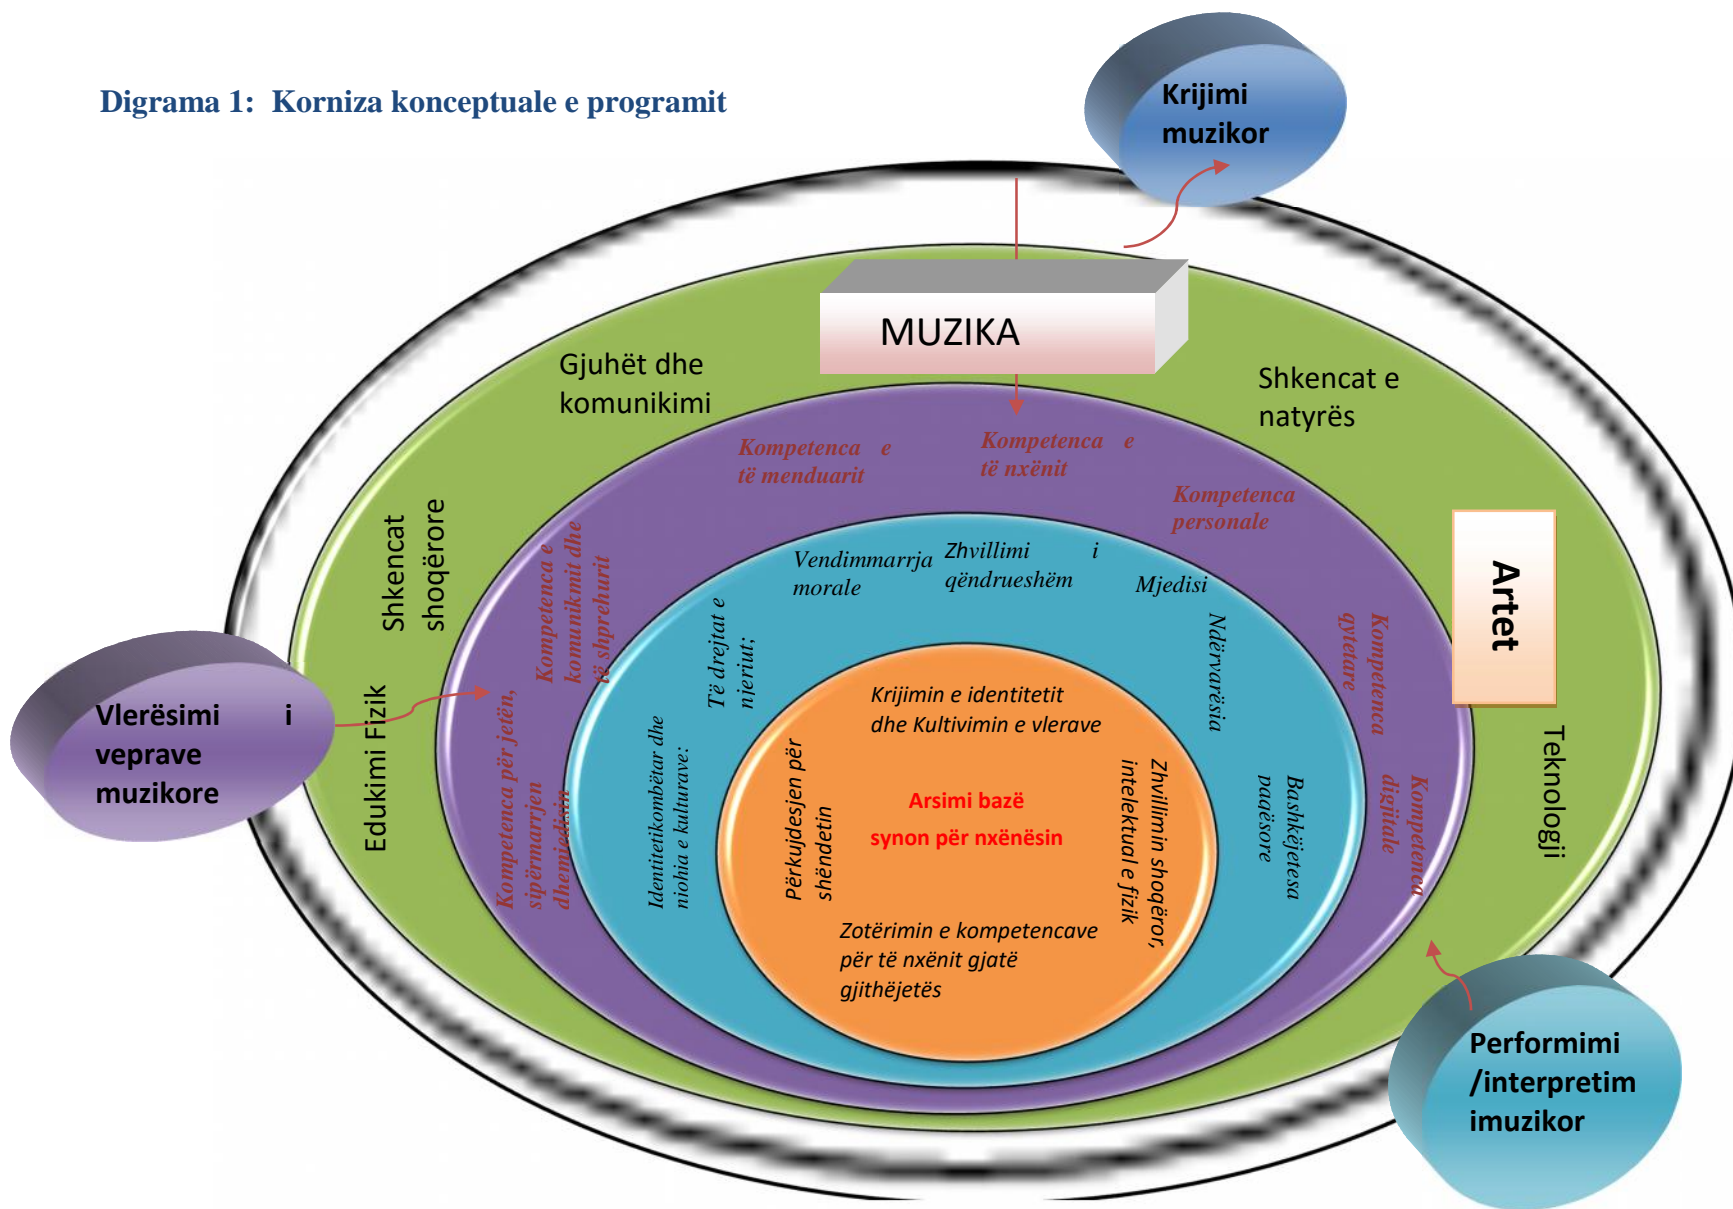 Digrama 1: Korniza konceptuale e programit
Krijimi
muzikor
MUZIKA
Gjuhët dhe
komunikimi
Shkencat e
natyrës
Shkencat
shoqërore
Edukimi Fizik
Artet
Teknologji
Kompetenca e
të menduarit
Kompetenca e
të nxënit
Kompetenca
personale
Kompetenca e
komunikmit dhe
të shprehurit
Kompetenca për jetën,
sipërmarrjen
dhemjedisin
Kompetenca
qytetare
Kompetenca
digjitale
Vendimmarrja
morale
Zhvillimi i
qëndrueshëm
Mjedisi
Të drejtat e
njeriut;
Ndërvarësia
Identitetikombëtar dhe
njohja e kulturave:
Bashkëjetesa
paqësore
Krijimin e identitetit
dhe Kultivimin e vlerave
Përkujdesjen për
shëndetin
Arsimi bazë
synon për nxënësin
Zhvillimin shoqëror,
intelektual e fizik
Zotërimin e kompetencave
për të nxënit gjatë
gjithëjetës
Vlerësimi i
veprave
muzikore
Performimi
/interpretim
imuzikor